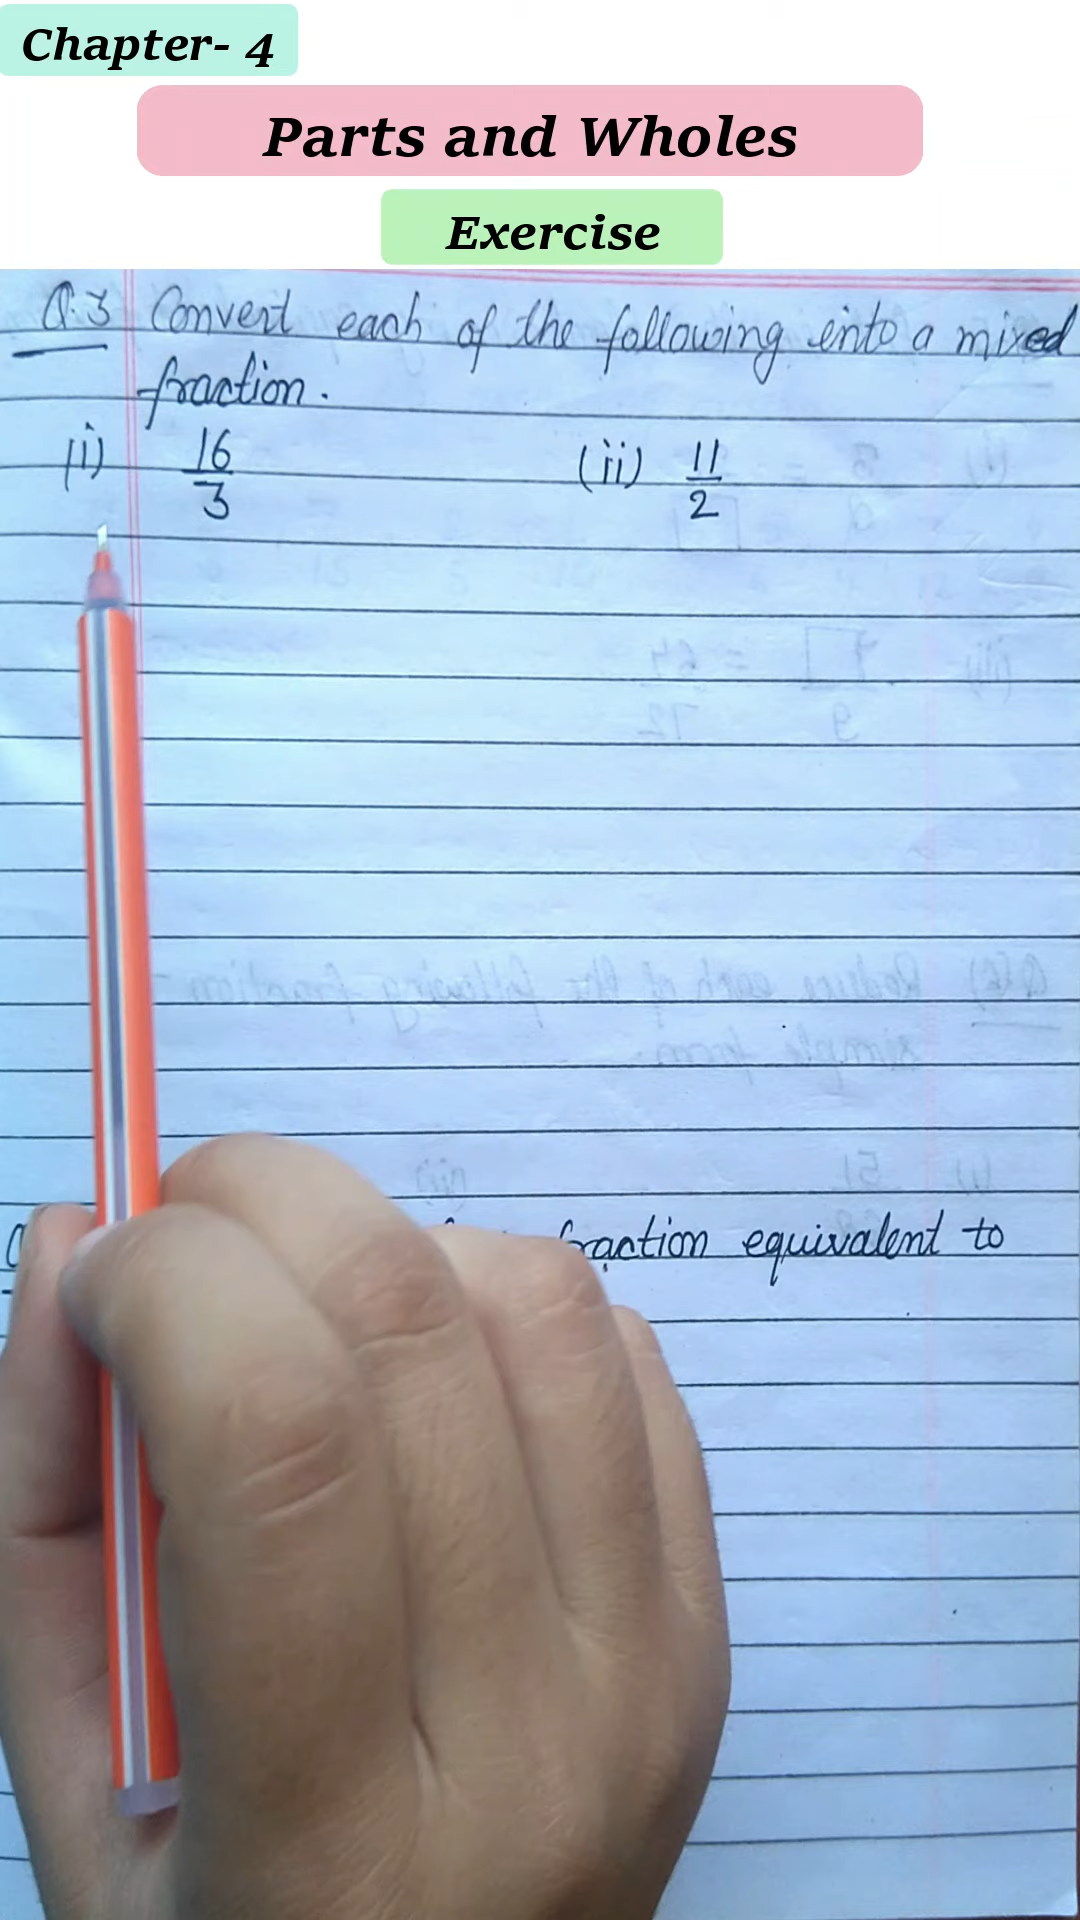 Chapter- 4
Parts and Wholes
Exercise
Q.3 Convert each of the following into a mixed
fraction.
(i) 16/3 (ii) 11/2
fraction equivalent to